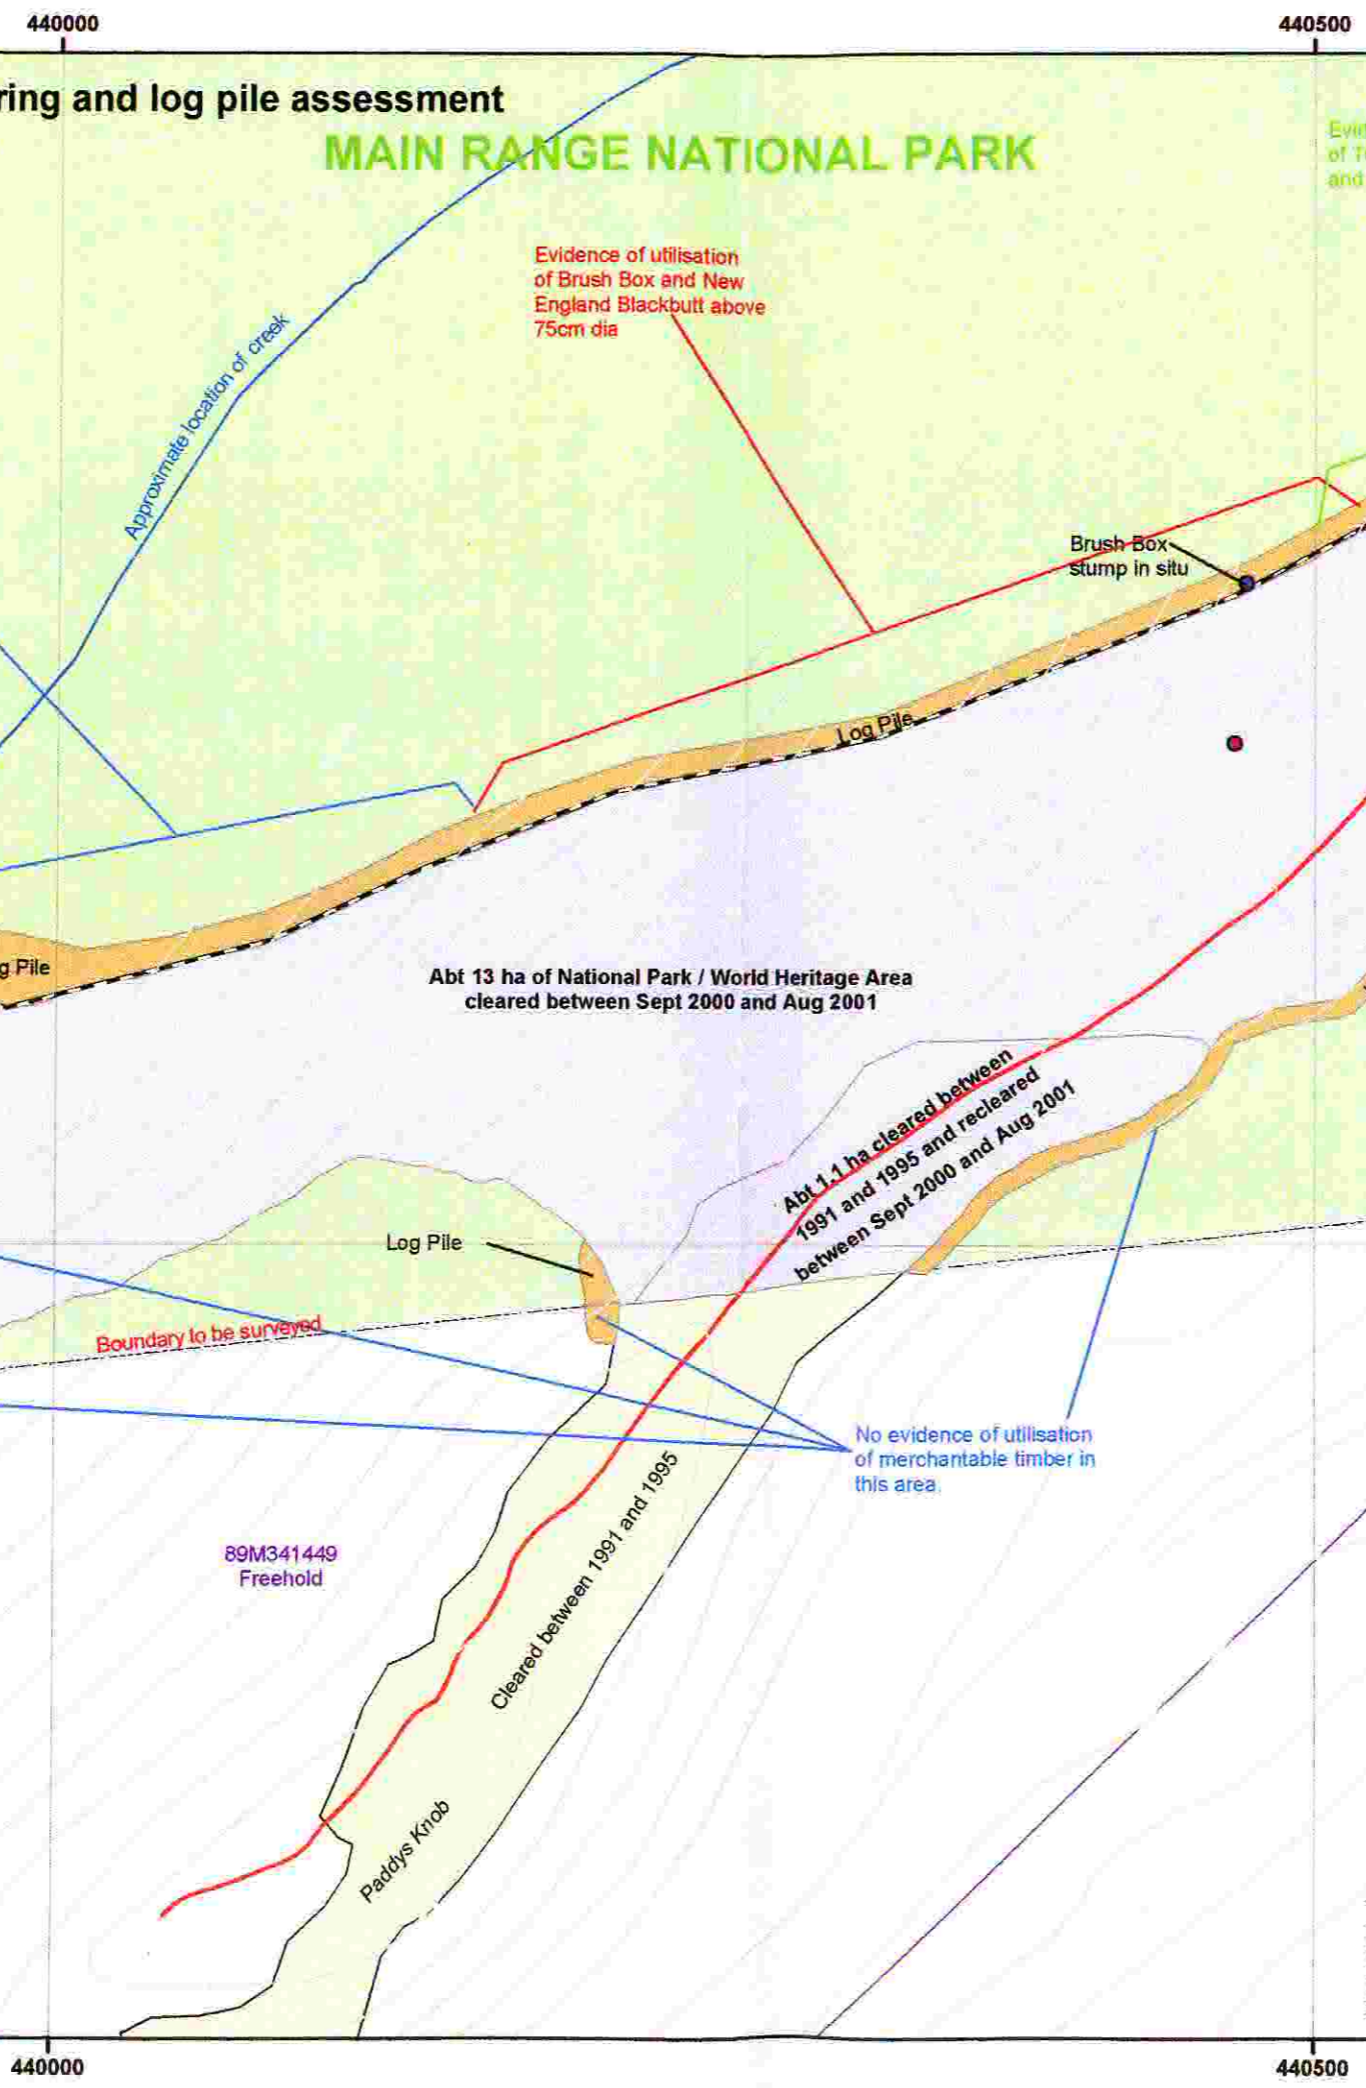 440000
440500
ring and log pile assessment
MAIN RANGE NATIONAL PARK
Evid
of T
and
Evidence of utilisation
of Brush Box and New
England Blackbutt above
75cm dia
Approximate location of creek
Brush Box
stump in situ
Log Pile
g Pile
Abt 13 ha of National Park / World Heritage Area
cleared between Sept 2000 and Aug 2001
Abt 1.1 ha cleared between
1991 and 1995 and recleared
between Sept 2000 and Aug 2001
Log Pile
Boundary to be surveyed
No evidence of utilisation
of merchantable timber in
this area.
Cleared between 1991 and 1995
89M341449
Freehold
Paddys Knob
440000
440500